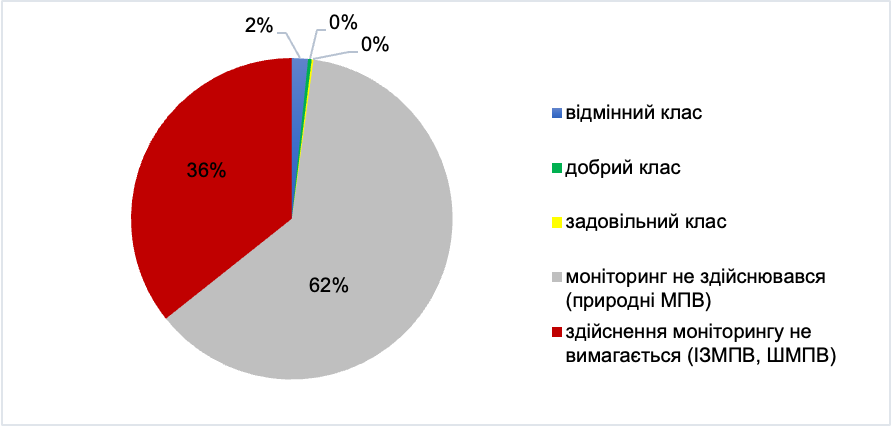 2%
0%
0%
36%
62%
відмінний клас
добрий клас
задовільний клас
моніторинг не здійснювався
(природні МПВ)
здійснення моніторингу не
вимагається (ІЗМПВ, ШМПВ)